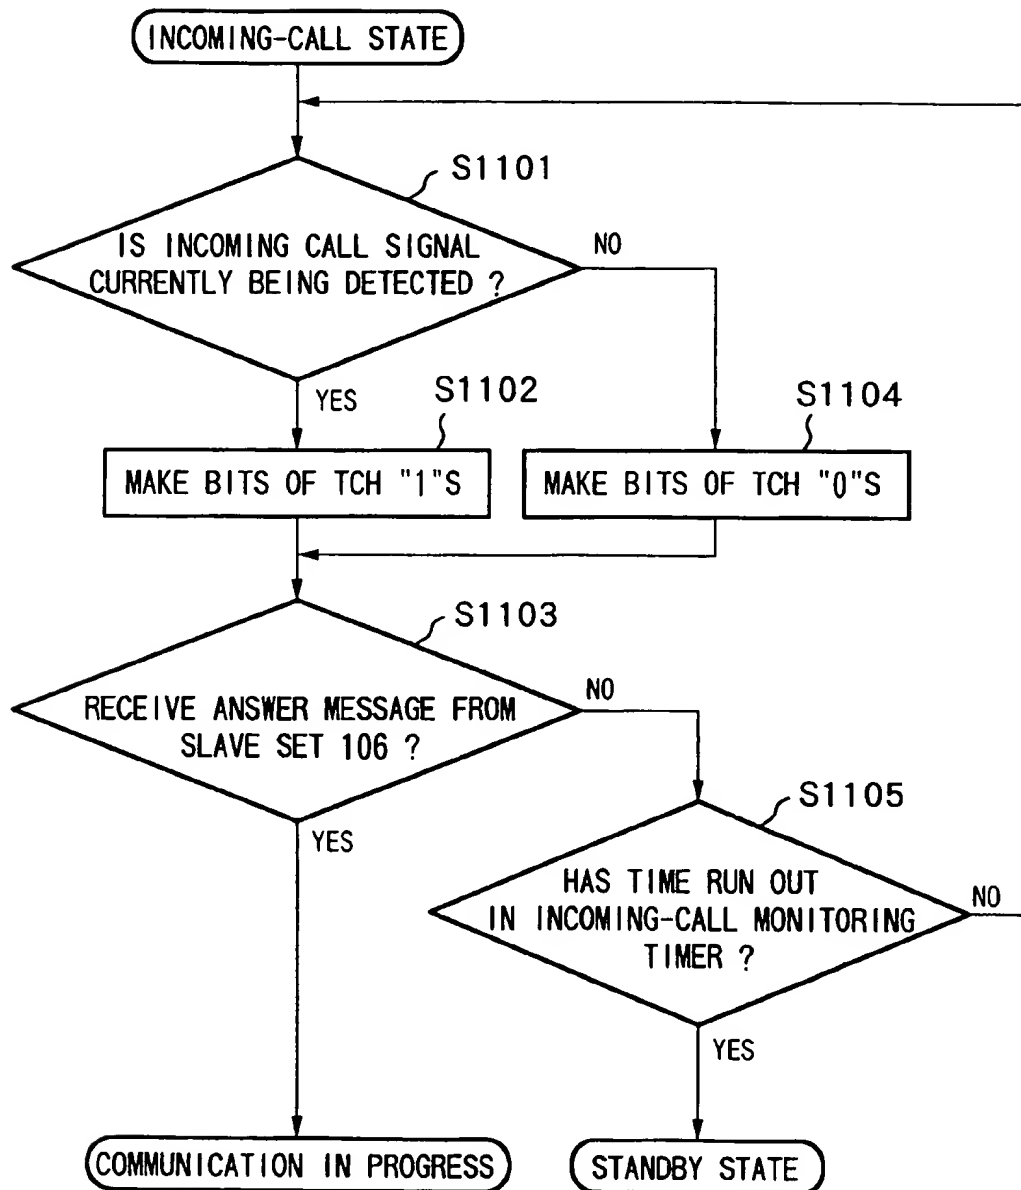 INCOMING-CALL STATE
S1101
IS INCOMING CALL SIGNAL
CURRENTLY BEING DETECTED ?
NO
YES
S1102
S1104
MAKE BITS OF TCH "1"S
MAKE BITS OF TCH "0"S
S1103
RECEIVE ANSWER MESSAGE FROM
SLAVE SET 106 ?
NO
YES
S1105
HAS TIME RUN OUT
IN INCOMING-CALL MONITORING
TIMER ?
NO
YES
COMMUNICATION IN PROGRESS
STANDBY STATE